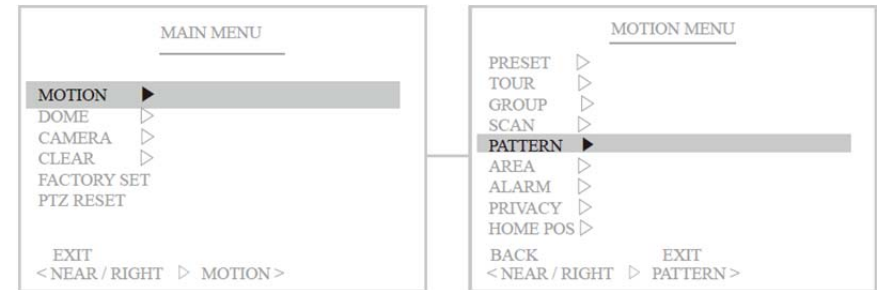 MAIN MENU
MOTION ▶
DOME ▷
CAMERA ▷
CLEAR ▷
FACTORY SET
PTZ RESET
EXIT
< NEAR / RIGHT ▷ MOTION >
MOTION MENU
PRESET ▷
TOUR ▷
GROUP ▷
SCAN ▷
PATTERN ▶
AREA ▷
ALARM ▷
PRIVACY ▷
HOME POS ▷
BACK EXIT
< NEAR / RIGHT ▷ PATTERN >